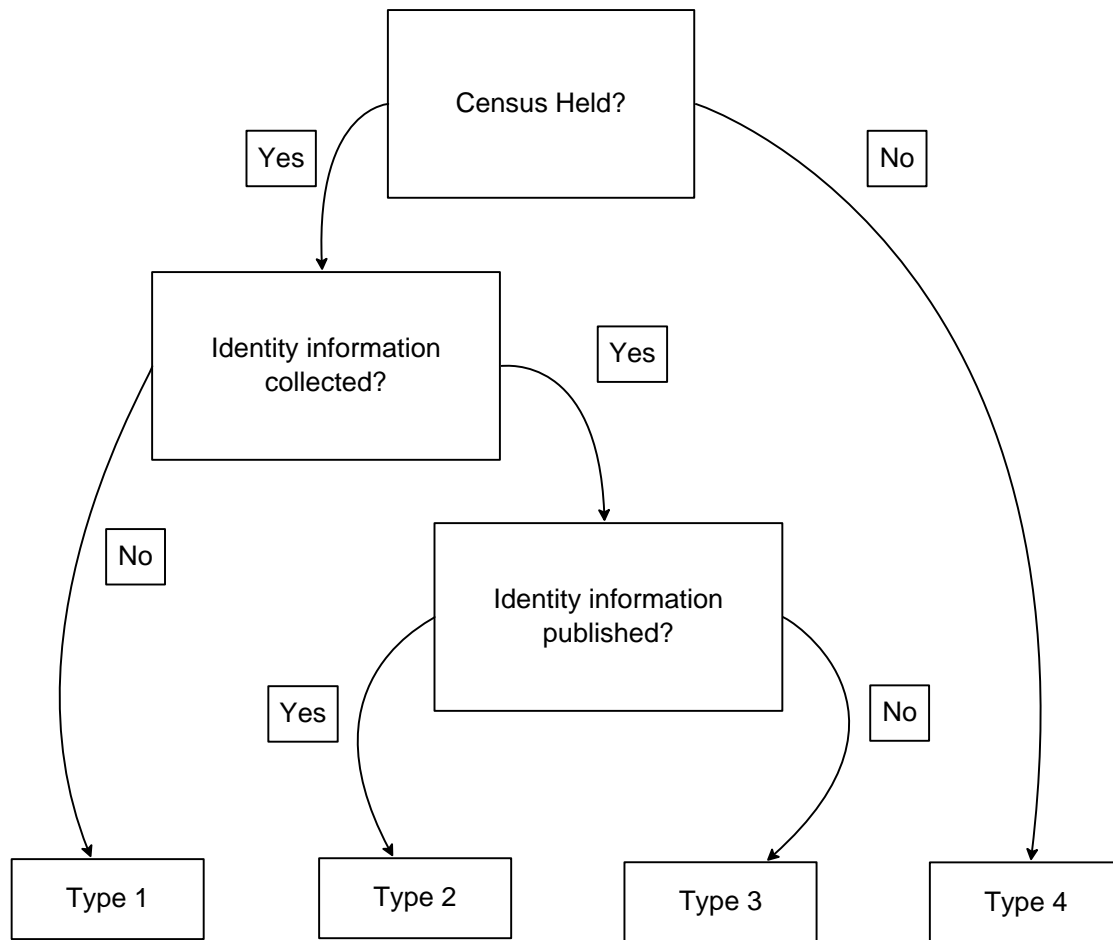 Census Held?
Yes
No
Identity information
collected?
Yes
No
Identity information
published?
Yes
No
Type 1
Type 2
Type 3
Type 4